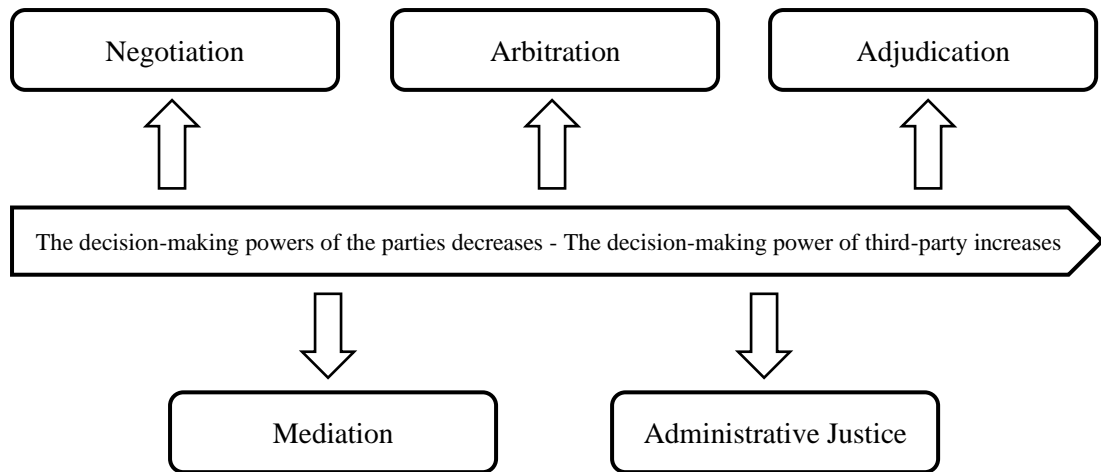 Negotiation
Arbitration
Adjudication
The decision-making powers of the parties decreases - The decision-making power of third-party increases
Mediation
Administrative Justice